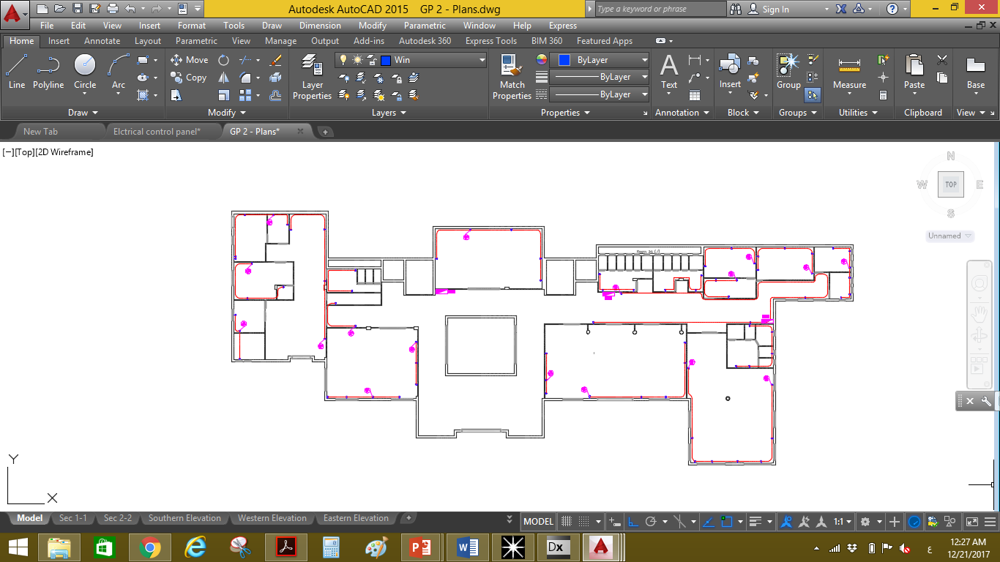 Autodesk AutoCAD 2015 GP 2 - Plans.dwg
Type a keyword or phrase
Sign In
File Edit View Insert Format Tools Draw Dimension Modify Parametric Window Help Express
Home Insert Annotate Layout Parametric View Manage Output Add-ins Autodesk 360 Express Tools BIM 360 Featured Apps
Line Polyline Circle Arc
Draw
Move
Copy
Modify
Layer Properties
Win
Layers
Match Properties
ByLayer
ByLayer
ByLayer
Properties
Text
Annotation
Insert
Block
Group
Groups
Measure
Utilities
Paste
Clipboard
Base
View
New Tab Elctrical control panel* GP 2 - Plans*
[−][Top][2D Wireframe]
N
W TOP E
S
Unnamed
Y
X
Model Sec 1-1 Sec 2-2 Southern Elevation Western Elevation Eastern Elevation
MODEL 1:1
Dx
ع
12:27 AM
12/21/2017